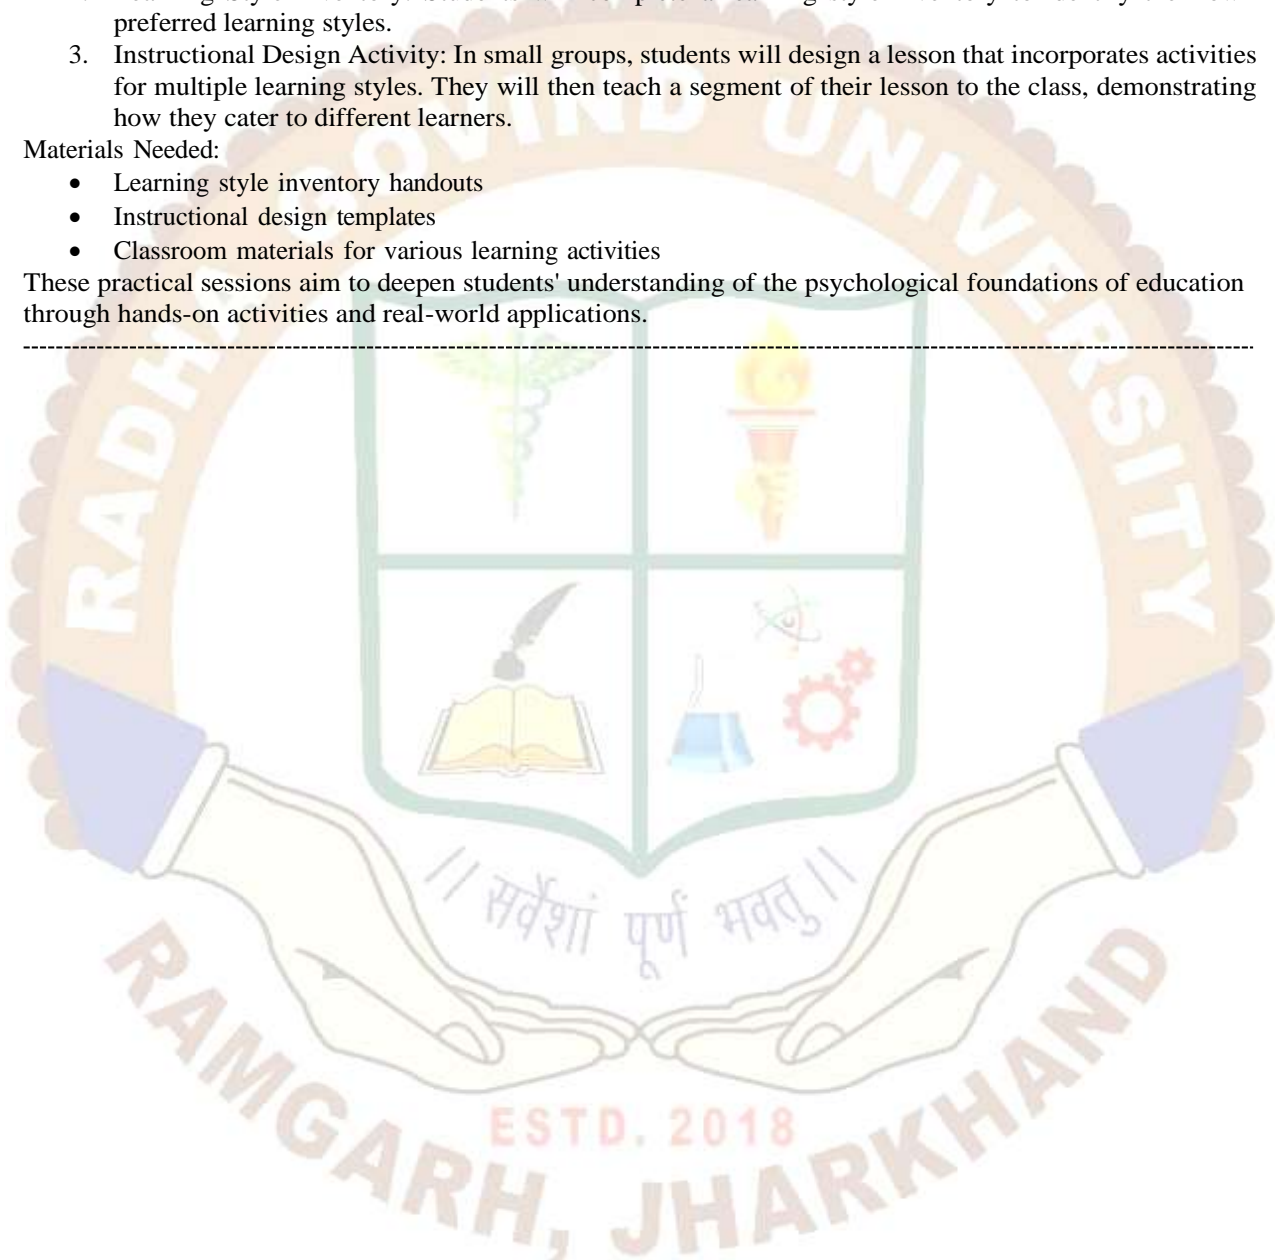 preferred learning styles.
3. Instructional Design Activity: In small groups, students will design a lesson that incorporates activities
for multiple learning styles. They will then teach a segment of their lesson to the class, demonstrating
how they cater to different learners.
Materials Needed:
• Learning style inventory handouts
• Instructional design templates
• Classroom materials for various learning activities
These practical sessions aim to deepen students' understanding of the psychological foundations of education
through hands-on activities and real-world applications.
RADHA GOVIND UNIVERSITY
// सर्वेशां पूर्ण भवतु //
ESTD. 2018
RAMGARH, JHARKHAND